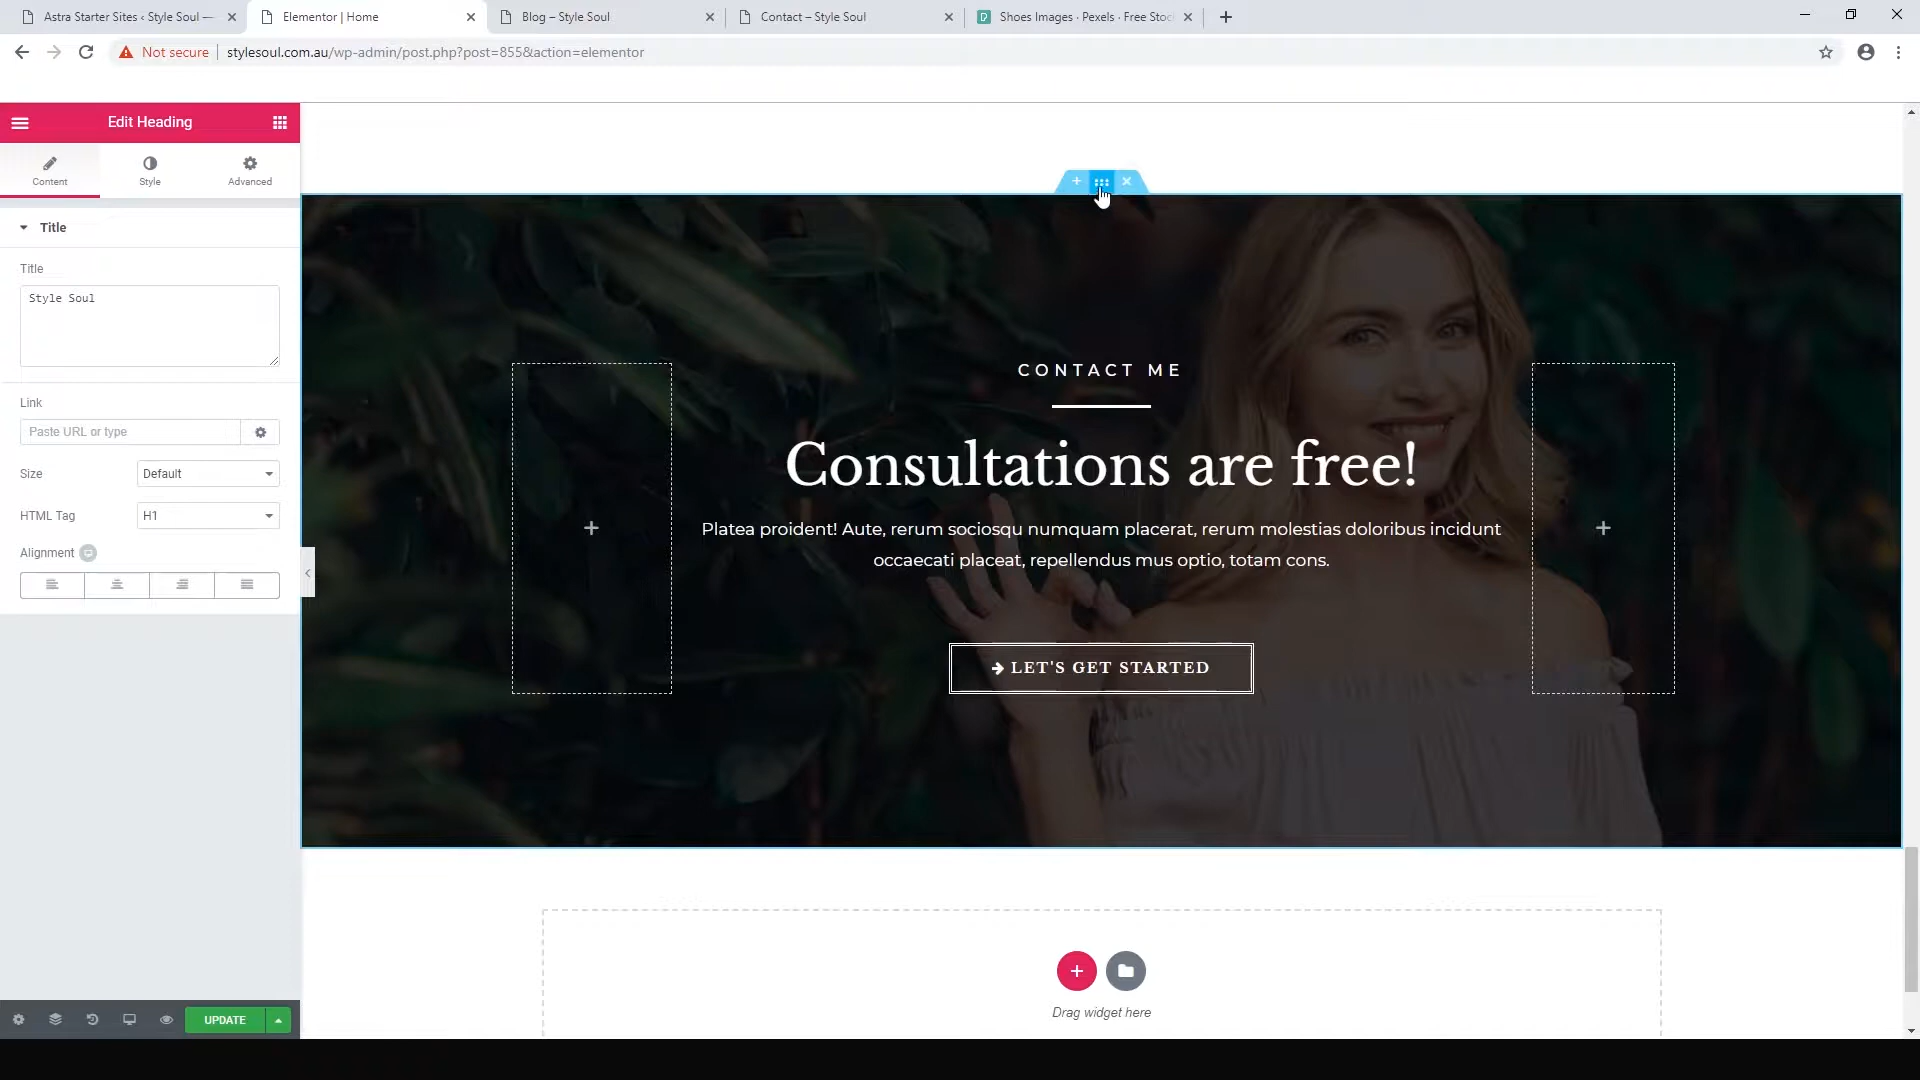 Astra Starter Sites ‹ Style Soul —
Elementor | Home
Blog – Style Soul
Contact – Style Soul
Shoes Images · Pexels · Free Stoc
Not secure
stylesoul.com.au/wp-admin/post.php?post=855&action=elementor
Edit Heading
Content
Style
Advanced
Title
Title
Style Soul
Link
Paste URL or type
Size
Default
HTML Tag
H1
Alignment
UPDATE
CONTACT ME
Consultations are free!
Platea proident! Aute, rerum sociosqu numquam placerat, rerum molestias doloribus incidunt
occaecati placeat, repellendus mus optio, totam cons.
LET'S GET STARTED
Drag widget here